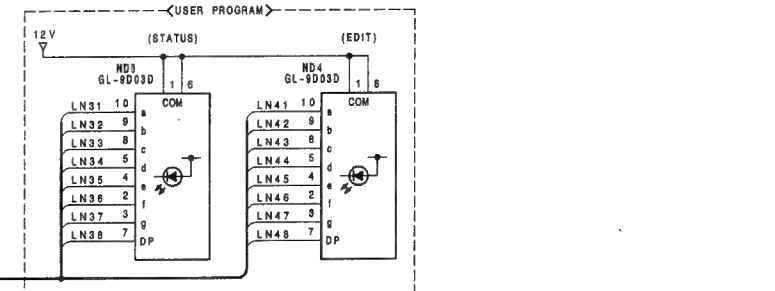 USER PROGRAM
12V
(STATUS)
(EDIT)
ND3
GL-9D03D
1 6
COM
LN31 10 a
LN32 9 b
LN33 8 c
LN34 5 d
LN35 4 e
LN36 2 f
LN37 3 g
LN38 7 DP
ND4
GL-9D03D
1 6
COM
LN41 10 a
LN42 9 b
LN43 8 c
LN44 5 d
LN45 4 e
LN46 2 f
LN47 3 g
LN48 7 DP